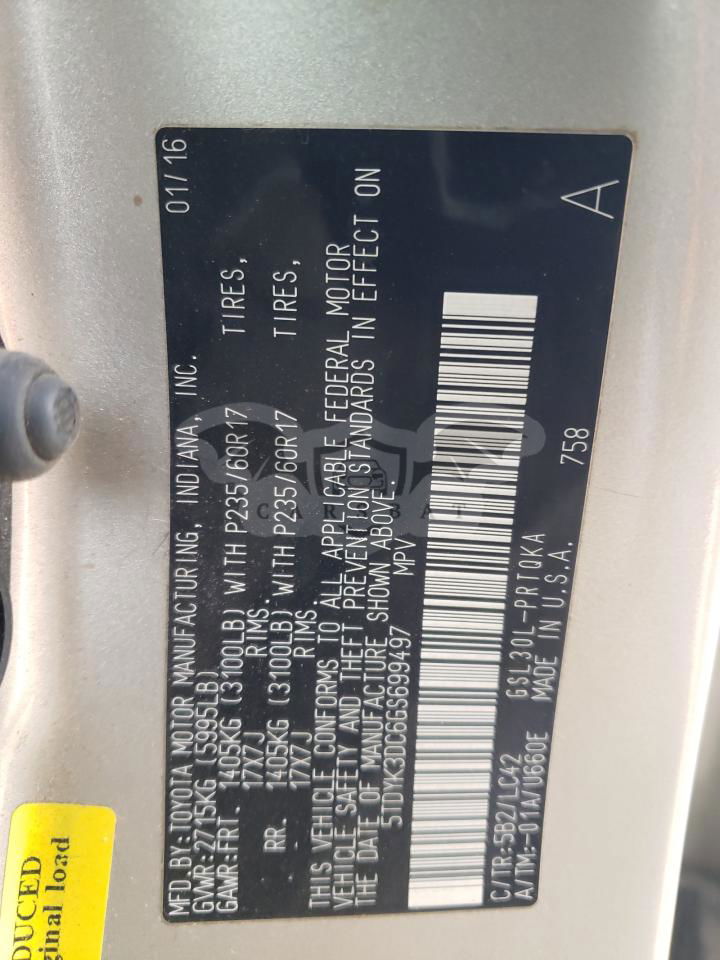 MFD.BY:TOYOTA MOTOR MANUFACTURING, INDIANA, INC. 01/16
GVWR:2715KG (5995LB)
GAWR:FRT. 1405KG (3100LB) WITH P235/60R17 TIRES,
17X7J RIMS.
RR. 1405KG (3100LB) WITH P235/60R17 TIRES,
17X7J RIMS.
THIS VEHICLE CONFORMS TO ALL APPLICABLE FEDERAL MOTOR
VEHICLE SAFETY AND THEFT PREVENTION STANDARDS IN EFFECT ON
THE DATE OF MANUFACTURE SHOWN ABOVE.
5TDYK3DC6GS699497 MPV
C/TR:5B2/LC42 GSL30L-PRTQKA 758
A/TM:-01A/U660E MADE IN U.S.A. A
DUCED
ginal load